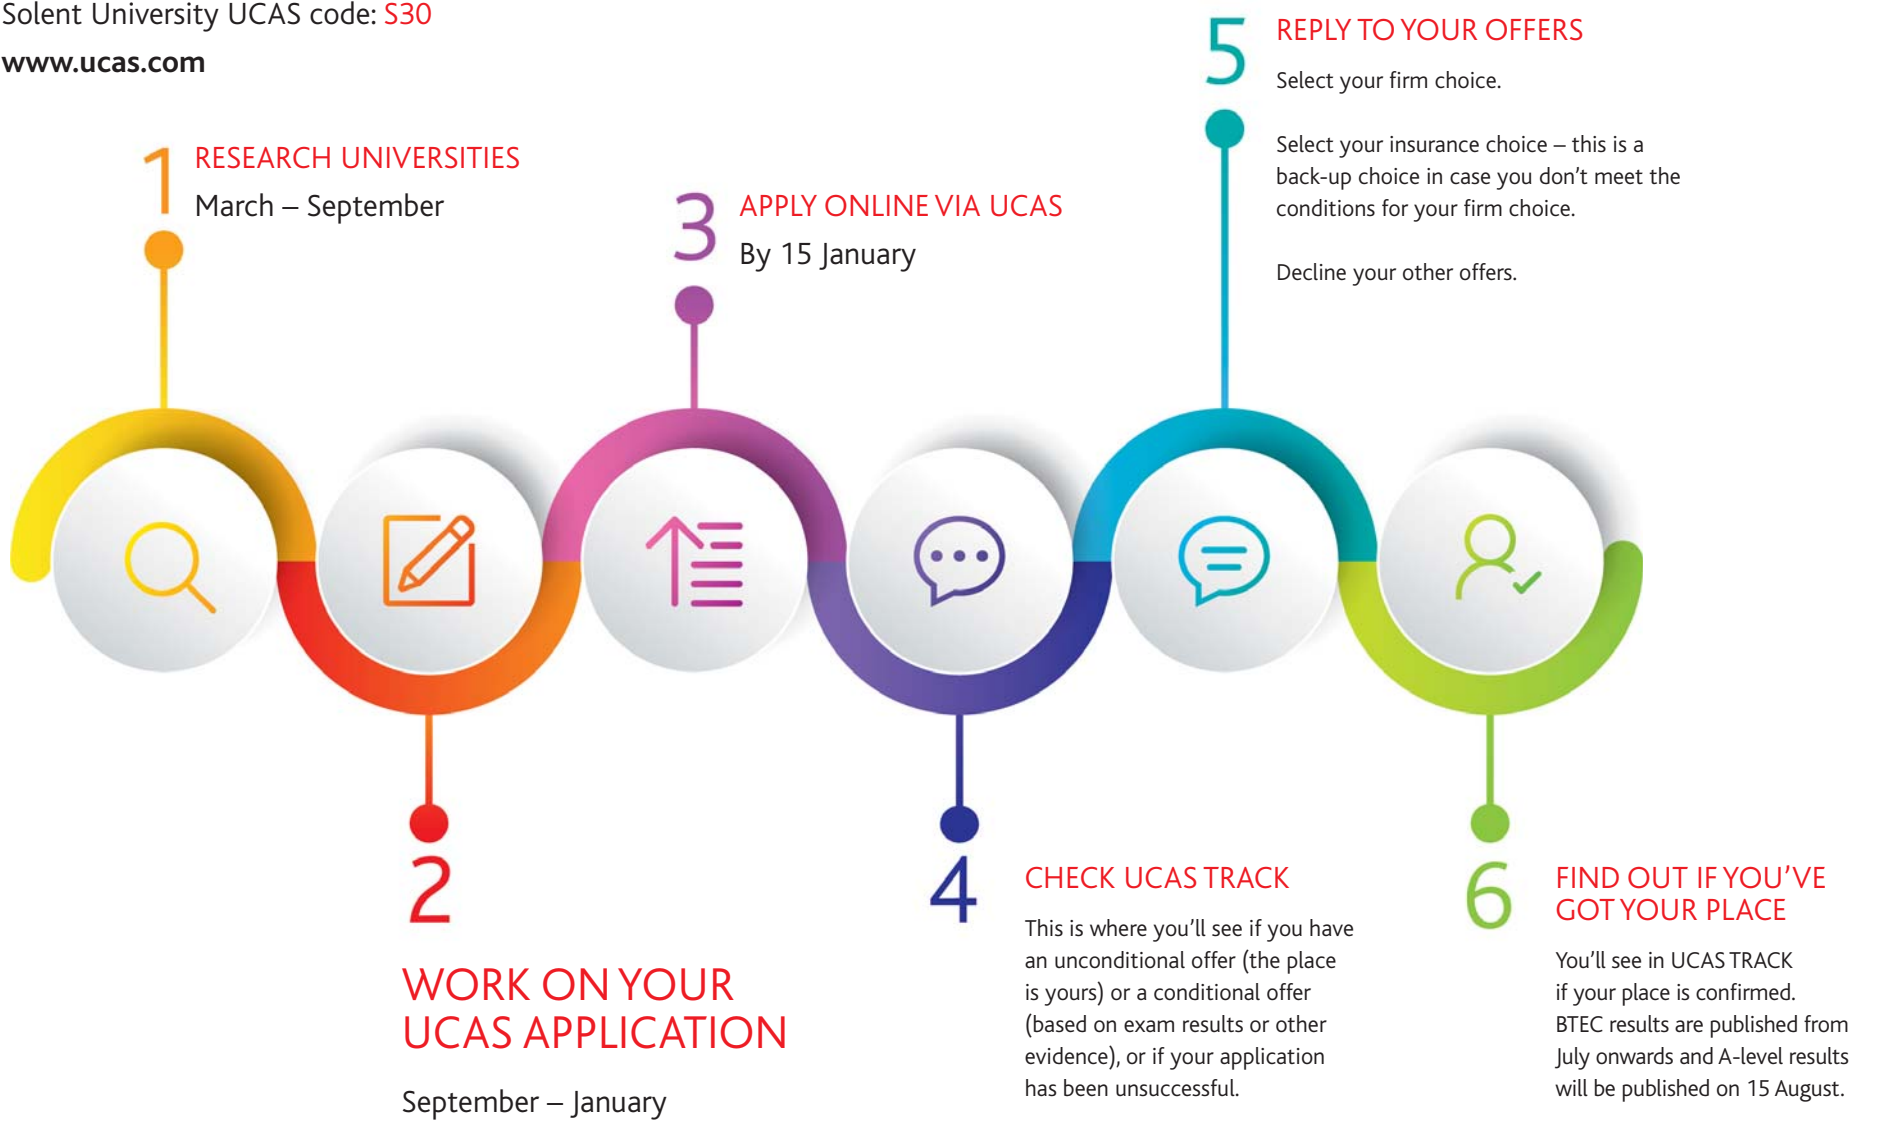 Solent University UCAS code: S30
www.ucas.com
1
RESEARCH UNIVERSITIES
March – September
2
WORK ON YOUR
UCAS APPLICATION
September – January
3
APPLY ONLINE VIA UCAS
By 15 January
4
CHECK UCAS TRACK
This is where you’ll see if you have
an unconditional offer (the place
is yours) or a conditional offer
(based on exam results or other
evidence), or if your application
has been unsuccessful.
5
REPLY TO YOUR OFFERS
Select your firm choice.
Select your insurance choice – this is a
back-up choice in case you don’t meet the
conditions for your firm choice.
Decline your other offers.
6
FIND OUT IF YOU’VE
GOT YOUR PLACE
You’ll see in UCAS TRACK
if your place is confirmed.
BTEC results are published from
July onwards and A-level results
will be published on 15 August.